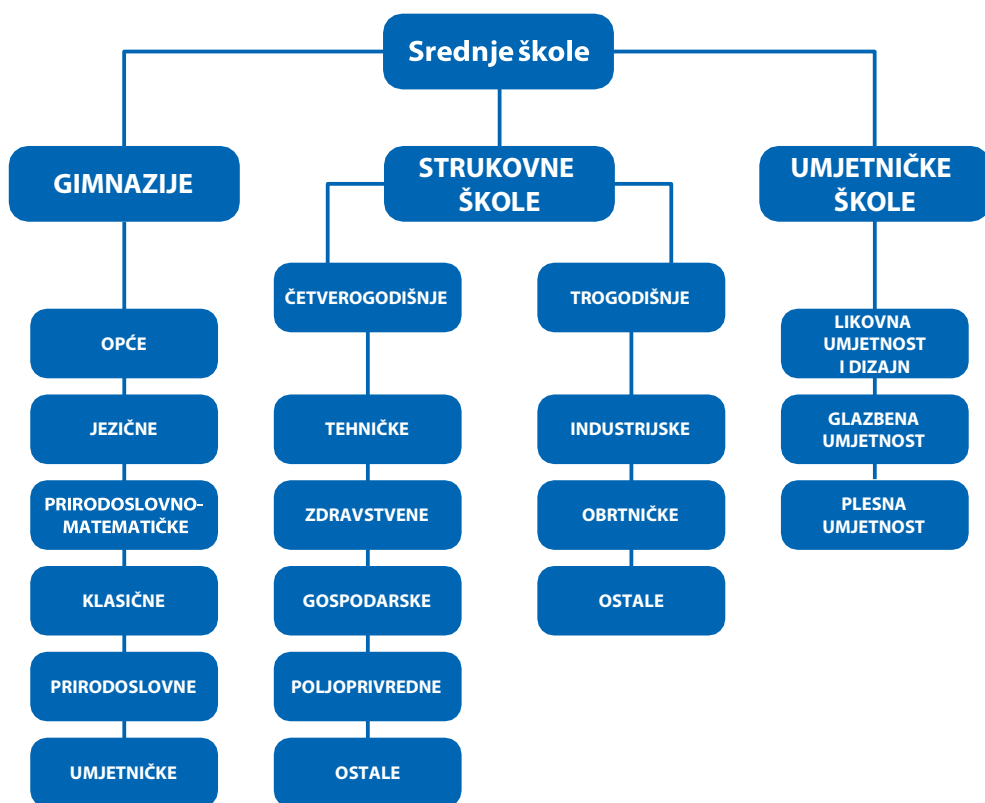 Srednje škole
GIMNAZIJE
STRUKOVNE
ŠKOLE
UMJETNIČKE
ŠKOLE
ČETVEROGODIŠNJE
TROGODIŠNJE
OPĆE
JEZIČNE
PRIRODOSLOVNO-
MATEMATIČKE
KLASIČNE
PRIRODOSLOVNE
UMJETNIČKE
TEHNIČKE
ZDRAVSTVENE
GOSPODARSKE
POLJOPRIVREDNE
OSTALE
INDUSTRIJSKE
OBRTNIČKE
OSTALE
LIKOVNA
UMJETNOST
I DIZAJN
GLAZBENA
UMJETNOST
PLESNA
UMJETNOST